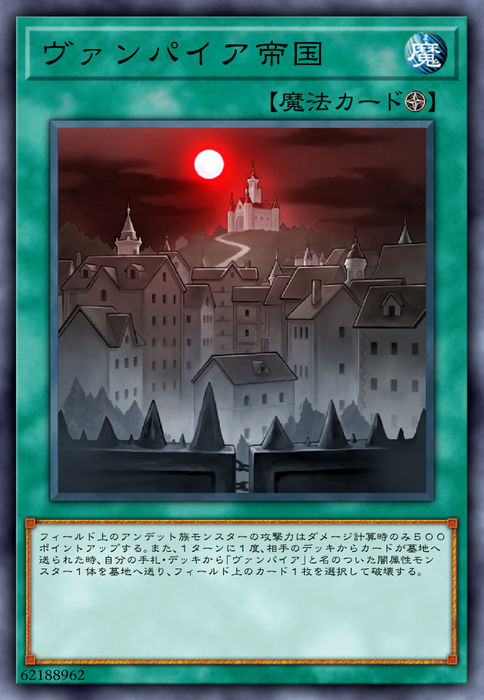 ヴァンパイア帝国
魔
【魔法カード】
フィールド上のアンデット族モンスターの攻撃力はダメージ計算時のみ５００
ポイントアップする。また、１ターンに１度、相手のデッキからカードが墓地へ
送られた時、自分の手札・デッキから「ヴァンパイア」と名のついた闇属性モン
スター１体を墓地へ送り、フィールド上のカード１枚を選択して破壊する。
62188962